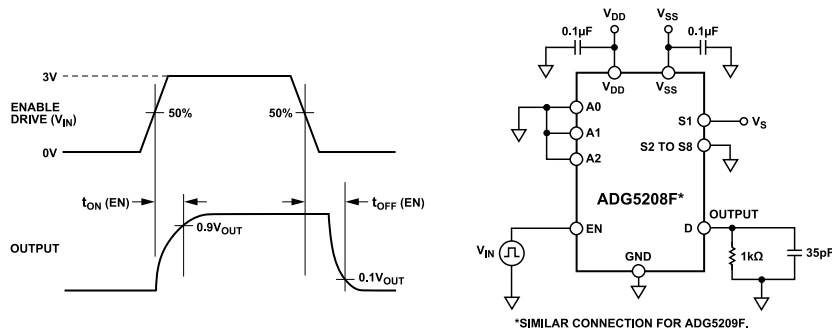 3V
ENABLE
DRIVE (VIN)
50%
50%
0V
tON (EN)
tOFF (EN)
OUTPUT
0.9VOUT
0.1VOUT
VDD
VSS
0.1µF
0.1µF
VDD
VSS
A0
A1
A2
S1
VS
S2 TO S8
ADG5208F*
EN
OUTPUT
D
VIN
GND
1kΩ
35pF
*SIMILAR CONNECTION FOR ADG5209F.